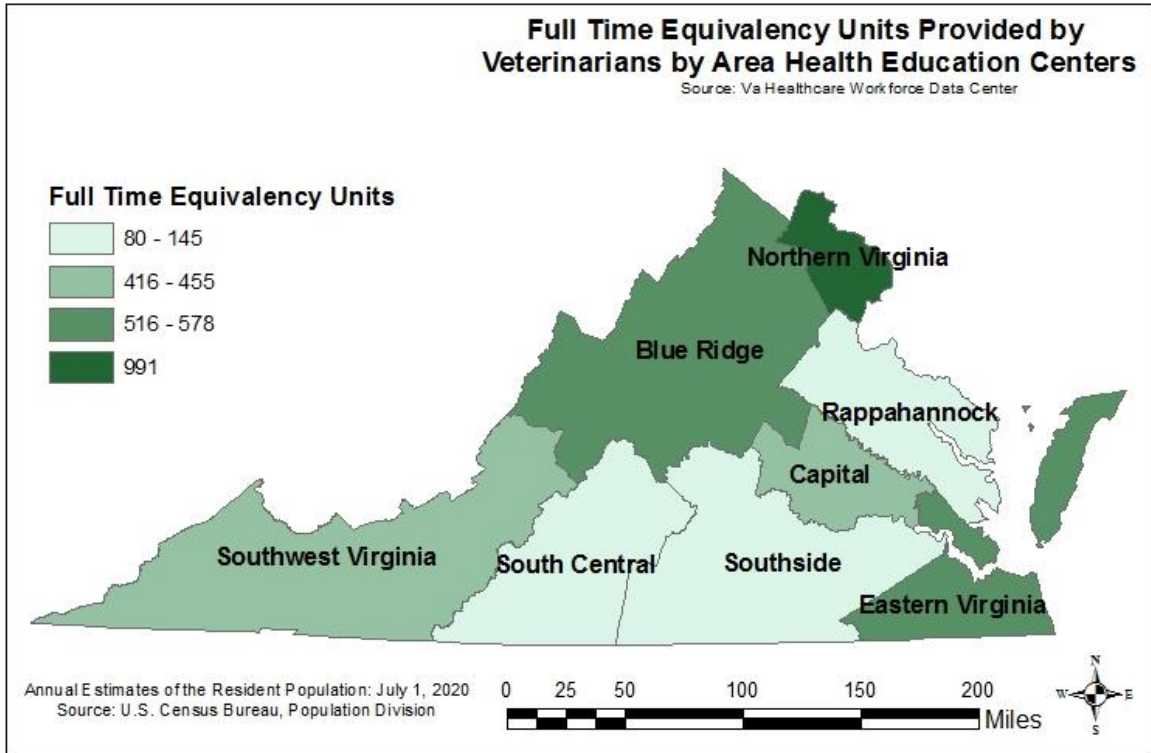 Full Time Equivalency Units Provided by
Veterinarians by Area Health Education Centers
Source: Va Healthcare Workforce Data Center
Full Time Equivalency Units
80 - 145
416 - 455
516 - 578
991
Northern Virginia
Blue Ridge
Rappahannock
Capital
Southwest Virginia
South Central
Southside
Eastern Virginia
Annual Estimates of the Resident Population: July 1, 2020
Source: U.S. Census Bureau, Population Division
0 25 50 100 150 200
Miles
N
W E
S